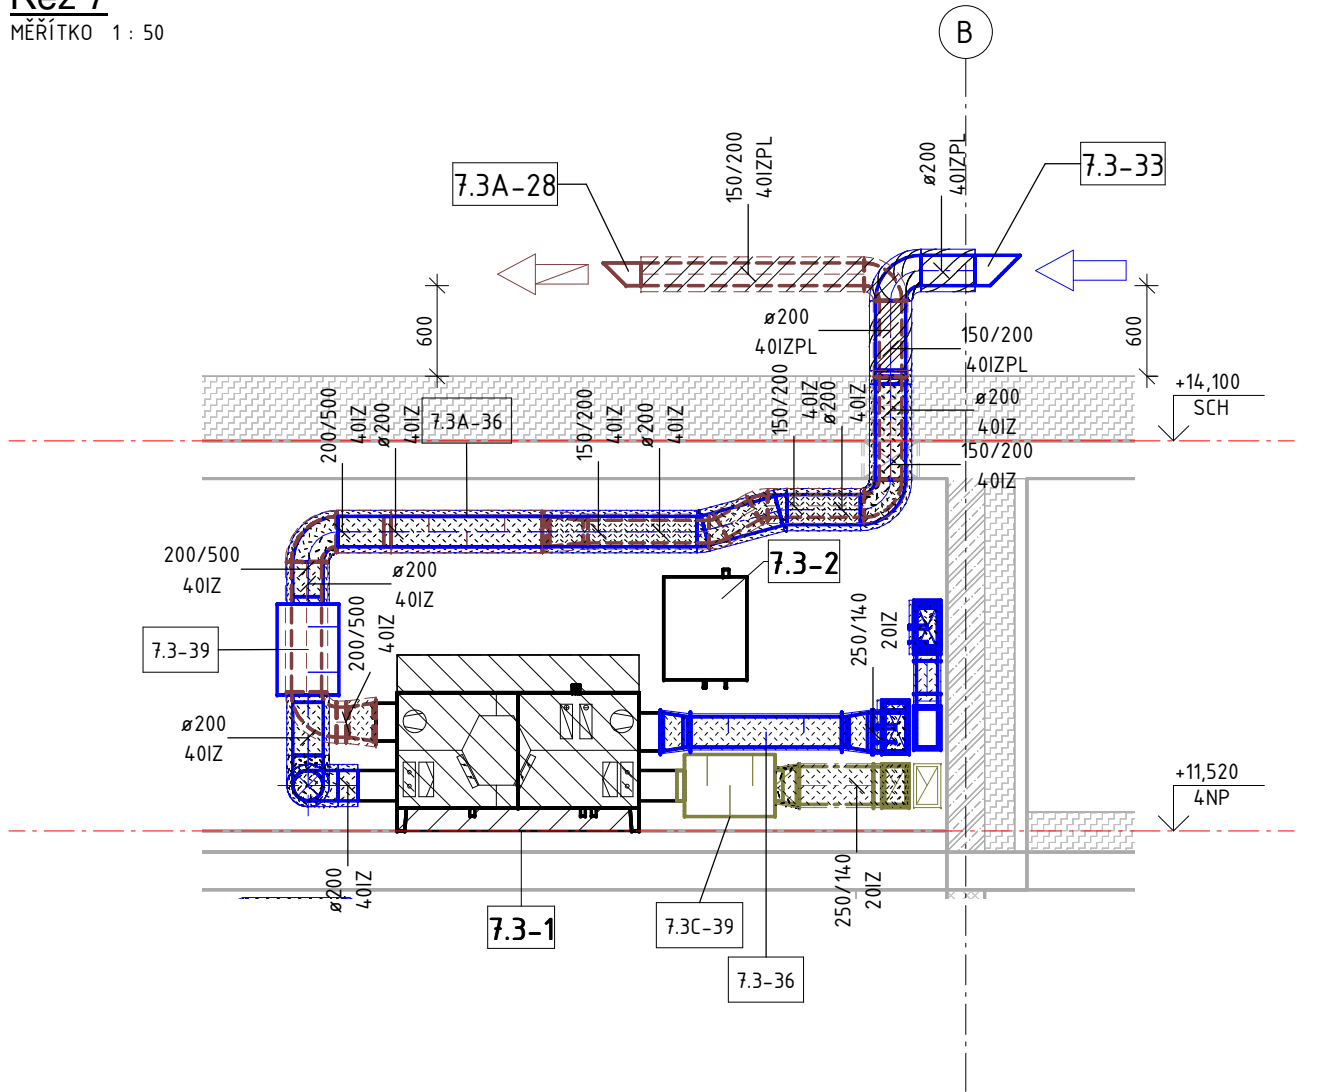 Řez 7
MĚŘÍTKO 1 : 50
B
7.3A-28
150/200
40IZPL
ø200
40IZPL
7.3-33
600
ø200
40IZPL
150/200
40IZPL
600
+14,100
SCH
200/500
40IZ
ø200
40IZ
7.3A-36
150/200
40IZ
ø200
40IZ
150/200
40IZ
ø200
40IZ
ø200
40IZ
150/200
40IZ
200/500
40IZ
ø200
40IZ
7.3-2
7.3-39
200/500
40IZ
250/140
20IZ
ø200
40IZ
+11,520
4NP
ø200
40IZ
7.3-1
7.3C-39
250/140
20IZ
7.3-36